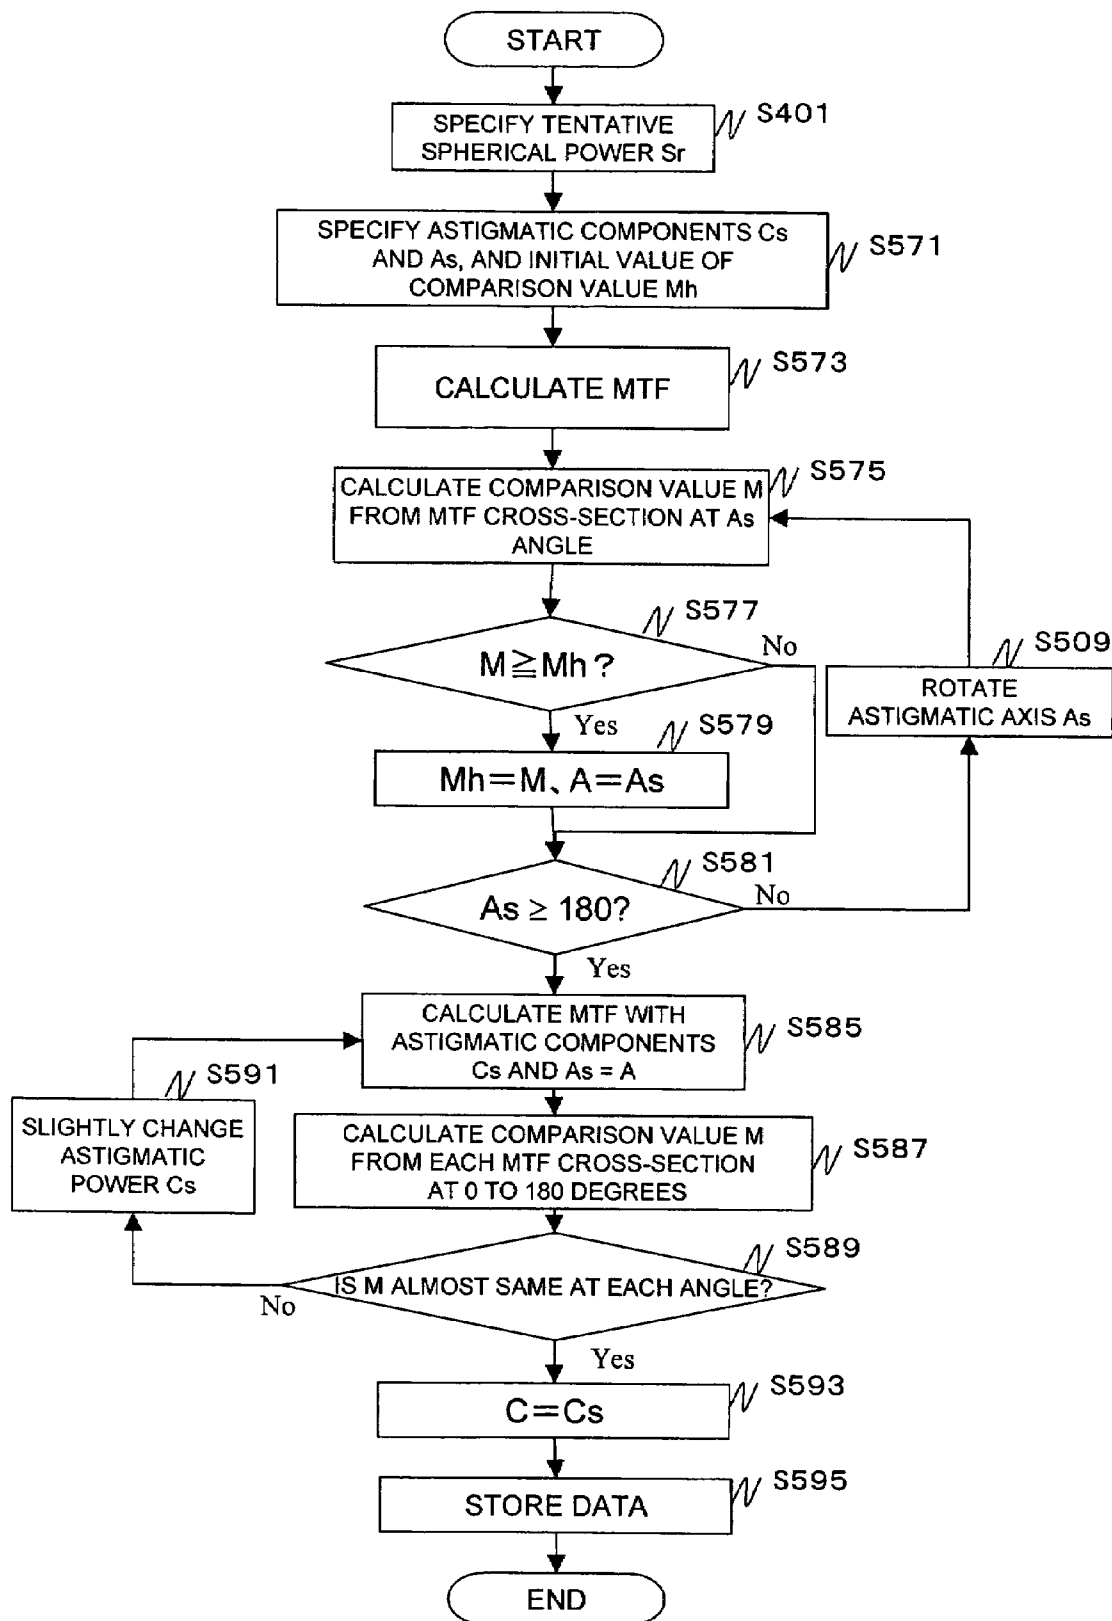 START
S401
SPECIFY TENTATIVE
SPHERICAL POWER Sr
SPECIFY ASTIGMATIC COMPONENTS Cs
AND As, AND INITIAL VALUE OF
COMPARISON VALUE Mh
S571
S573
CALCULATE MTF
S575
CALCULATE COMPARISON VALUE M
FROM MTF CROSS-SECTION AT As
ANGLE
S577
M≧Mh?
No
Yes
S509
ROTATE
ASTIGMATIC AXIS As
S579
Mh=M、A=As
S581
As ≥ 180?
No
Yes
CALCULATE MTF WITH
ASTIGMATIC COMPONENTS
Cs AND As = A
S585
S591
SLIGHTLY CHANGE
ASTIGMATIC
POWER Cs
CALCULATE COMPARISON VALUE M
FROM EACH MTF CROSS-SECTION
AT 0 TO 180 DEGREES
S587
S589
IS M ALMOST SAME AT EACH ANGLE?
No
Yes
S593
C=Cs
S595
STORE DATA
END